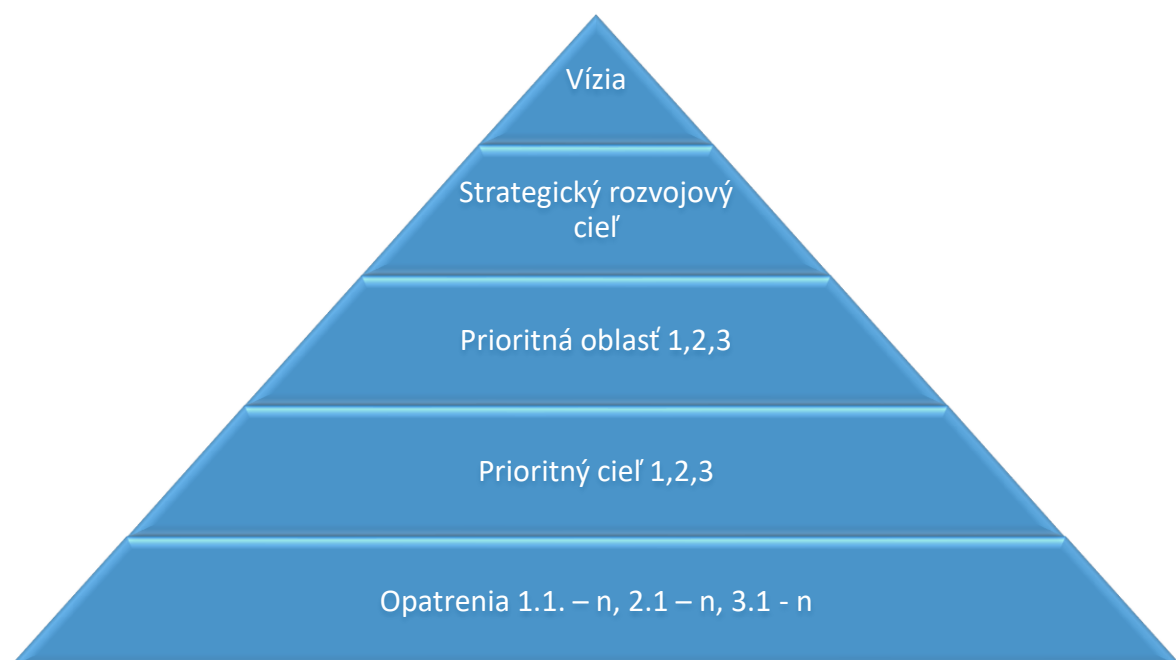 Vízia
Strategický rozvojový
cieľ
Prioritná oblasť 1,2,3
Prioritný cieľ 1,2,3
Opatrenia 1.1. – n, 2.1 – n, 3.1 - n